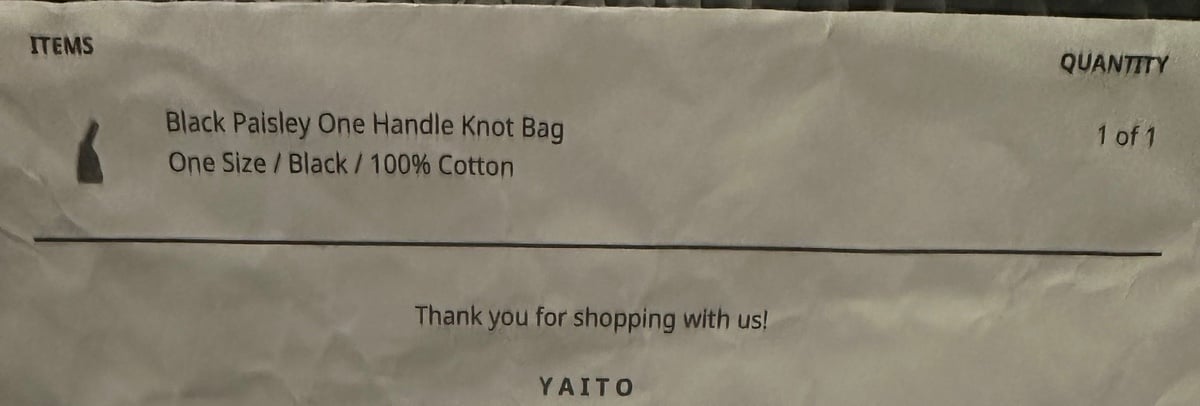 ITEMS
QUANTITY
Black Paisley One Handle Knot Bag
1 of 1
One Size / Black / 100% Cotton
Thank you for shopping with us!
YAITO